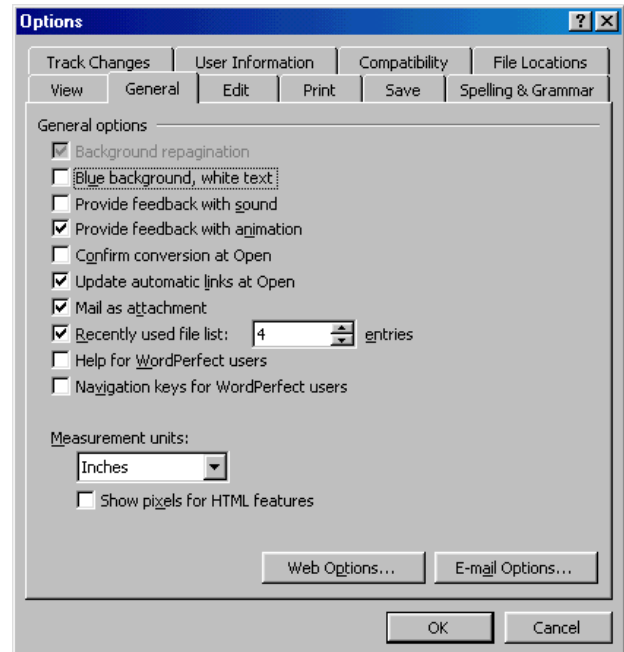 Options
Track Changes User Information Compatibility File Locations
View General Edit Print Save Spelling & Grammar
General options
Background repagination
Blue background, white text
Provide feedback with sound
Provide feedback with animation
Confirm conversion at Open
Update automatic links at Open
Mail as attachment
Recently used file list: 4 entries
Help for WordPerfect users
Navigation keys for WordPerfect users
Measurement units:
Inches
Show pixels for HTML features
Web Options... E-mail Options...
OK Cancel